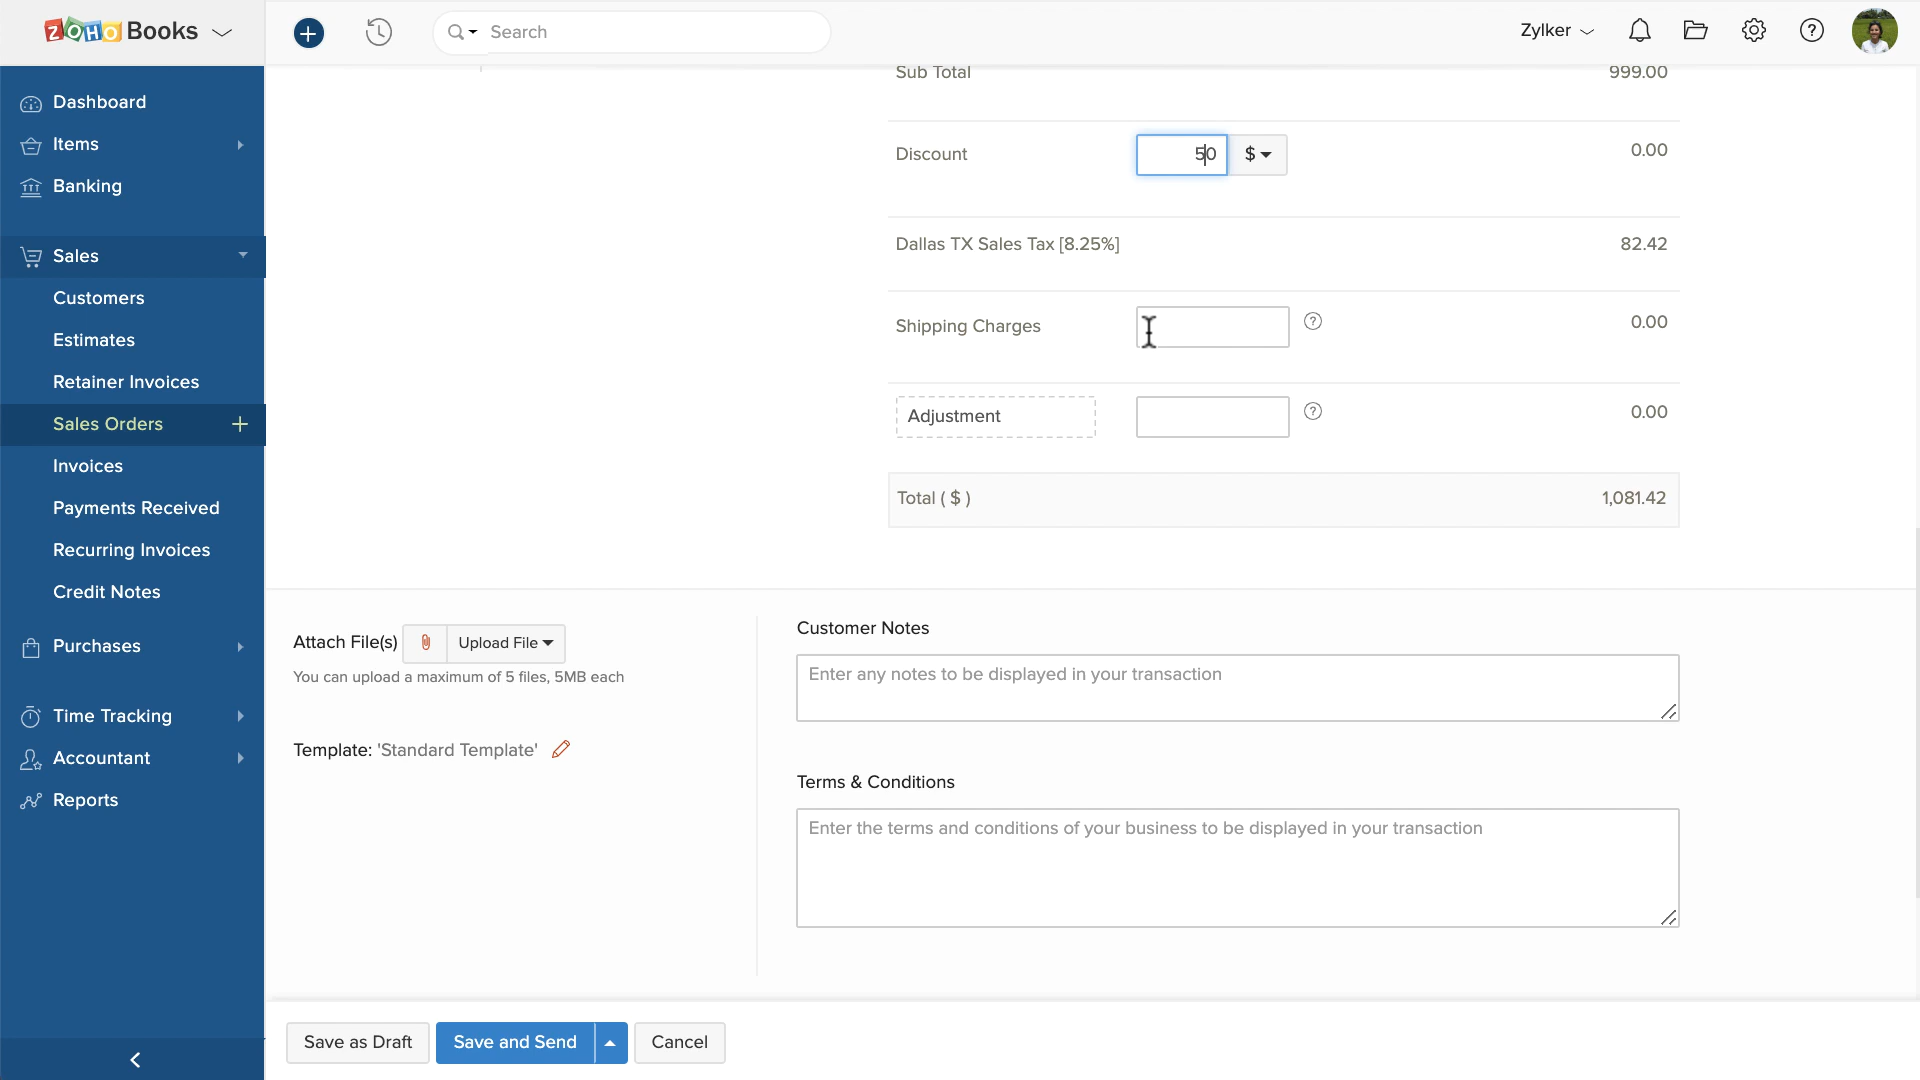 ZOHO Books
Search
Zylker
Dashboard
Items
Banking
Sales
Customers
Estimates
Retainer Invoices
Sales Orders
Invoices
Payments Received
Recurring Invoices
Credit Notes
Purchases
Time Tracking
Accountant
Reports
Sub Total 999.00
Discount 50 $ 0.00
Dallas TX Sales Tax [8.25%] 82.42
Shipping Charges 0.00
Adjustment 0.00
Total ( $ ) 1,081.42
Attach File(s) Upload File
You can upload a maximum of 5 files, 5MB each
Template: 'Standard Template'
Customer Notes
Enter any notes to be displayed in your transaction
Terms & Conditions
Enter the terms and conditions of your business to be displayed in your transaction
Save as Draft Save and Send Cancel